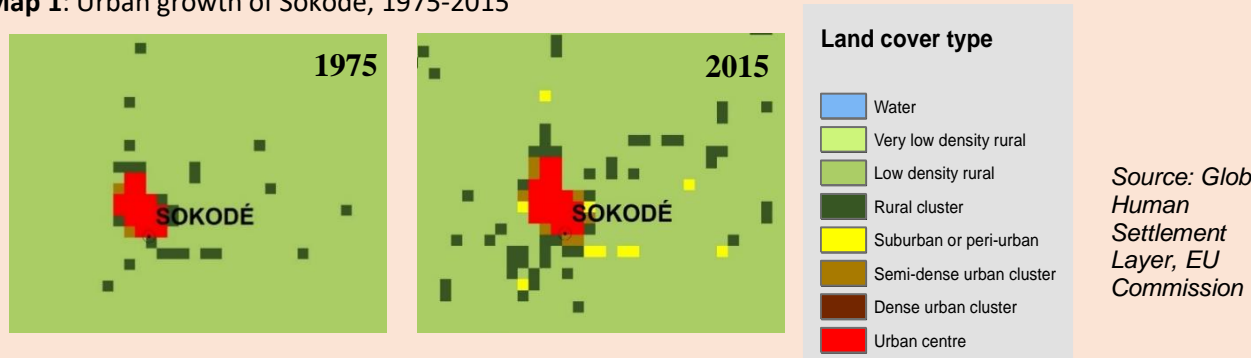 Map 1: Urban growth of Sokodé, 1975-2015
1975
SOKODÉ
2015
SOKODÉ
Land cover type
Water
Very low density rural
Low density rural
Rural cluster
Suburban or peri-urban
Semi-dense urban cluster
Dense urban cluster
Urban centre
Source:
Human
Settlement
Layer, EU
Commission